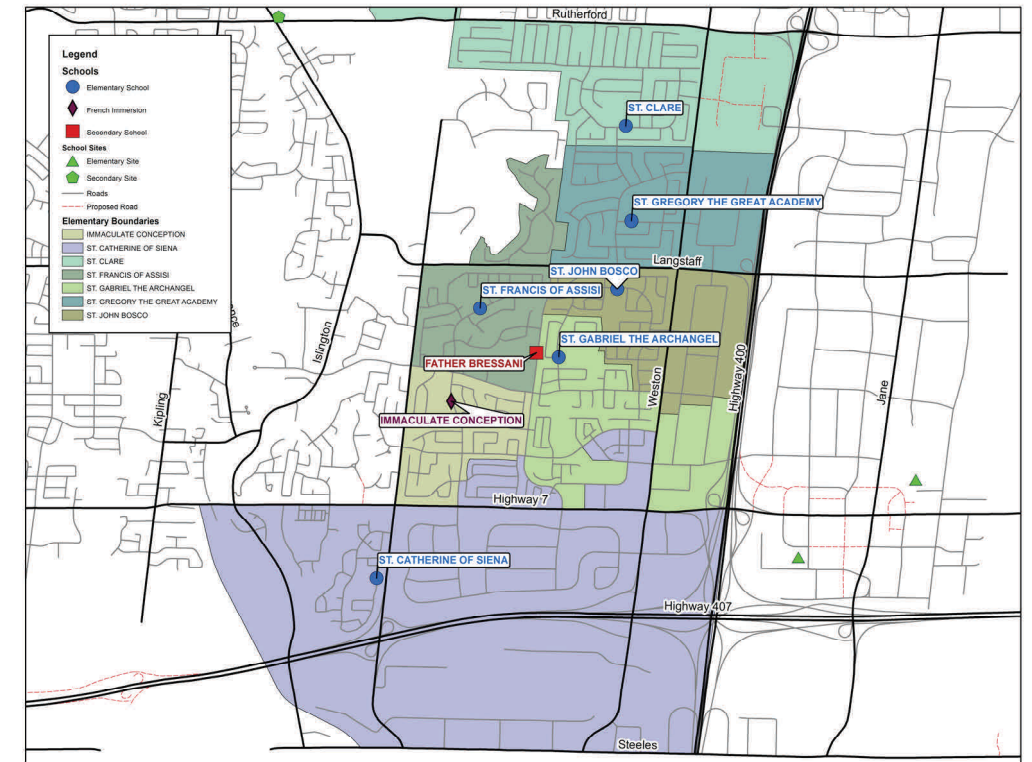 Rutherford
Legend
Schools
Elementary School
French Immersion
Secondary School
School Sites
Elementary Site
Secondary Site
Roads
Proposed Road
Elementary Boundaries
IMMACULATE CONCEPTION
ST. CATHERINE OF SIENA
ST. CLARE
ST. FRANCIS OF ASSISI
ST. GABRIEL THE ARCHANGEL
ST. GREGORY THE GREAT ACADEMY
ST. JOHN BOSCO
ST. CLARE
ST. GREGORY THE GREAT ACADEMY
Langstaff
ST. JOHN BOSCO
ST. FRANCIS OF ASSISI
ST. GABRIEL THE ARCHANGEL
Islington
FATHER BRESSANI
Highway 400
Weston
Jane
Kipling
IMMACULATE CONCEPTION
Highway 7
ST. CATHERINE OF SIENA
Highway 407
Steeles